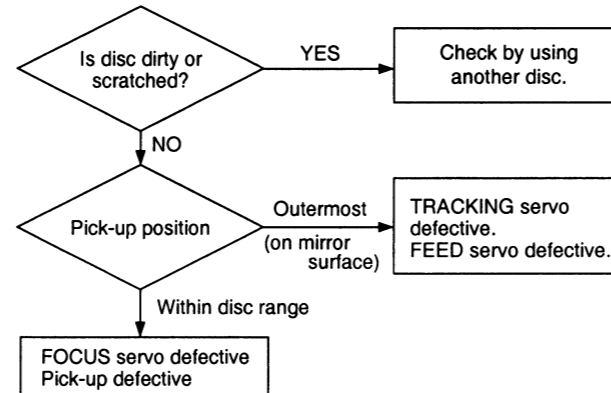 Is disc dirty or
scratched?
YES
Check by using
another disc.
NO
Pick-up position
Outermost
(on mirror
surface)
TRACKING servo
defective.
FEED servo defective.
Within disc range
FOCUS servo defective
Pick-up defective